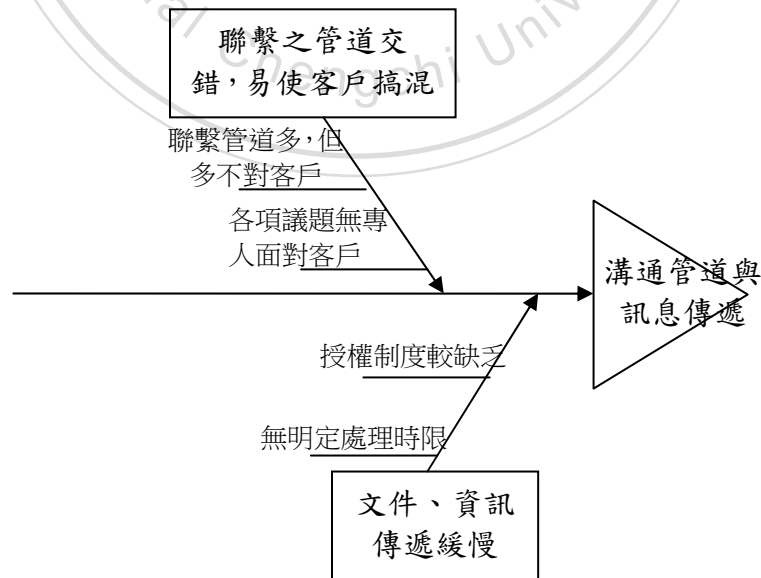 聯繫之管道交
錯，易使客戶搞混
聯繫管道多，但
多不對客戶
各項議題無專
人面對客戶
溝通管道與
訊息傳遞
授權制度較缺乏
無明定處理時限
文件、資訊
傳遞緩慢
Chengchi Univ